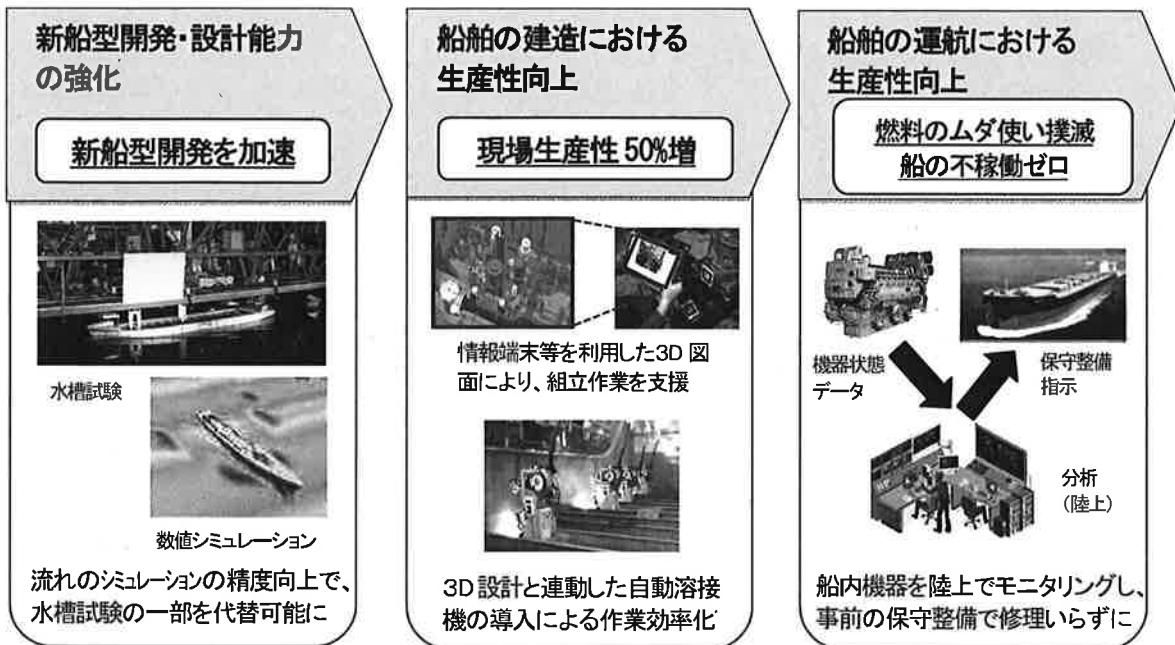 新船型開発・設計能力
の強化
新船型開発を加速
水槽試験
数値シミュレーション
流れのシミュレーションの精度向上で、
水槽試験の一部を代替可能に
船舶の建造における
生産性向上
現場生産性50%増
情報端末等を利用した3D図
面により、組立作業を支援
3D設計と連動した自動溶接
機の導入による作業効率化
船舶の運航における
生産性向上
燃料のムダ使い撲滅
船の不稼働ゼロ
機器状態
データ
保守整備
指示
分析
(陸上)
船内機器を陸上でモニタリングし、
事前の保守整備で修理いらずに